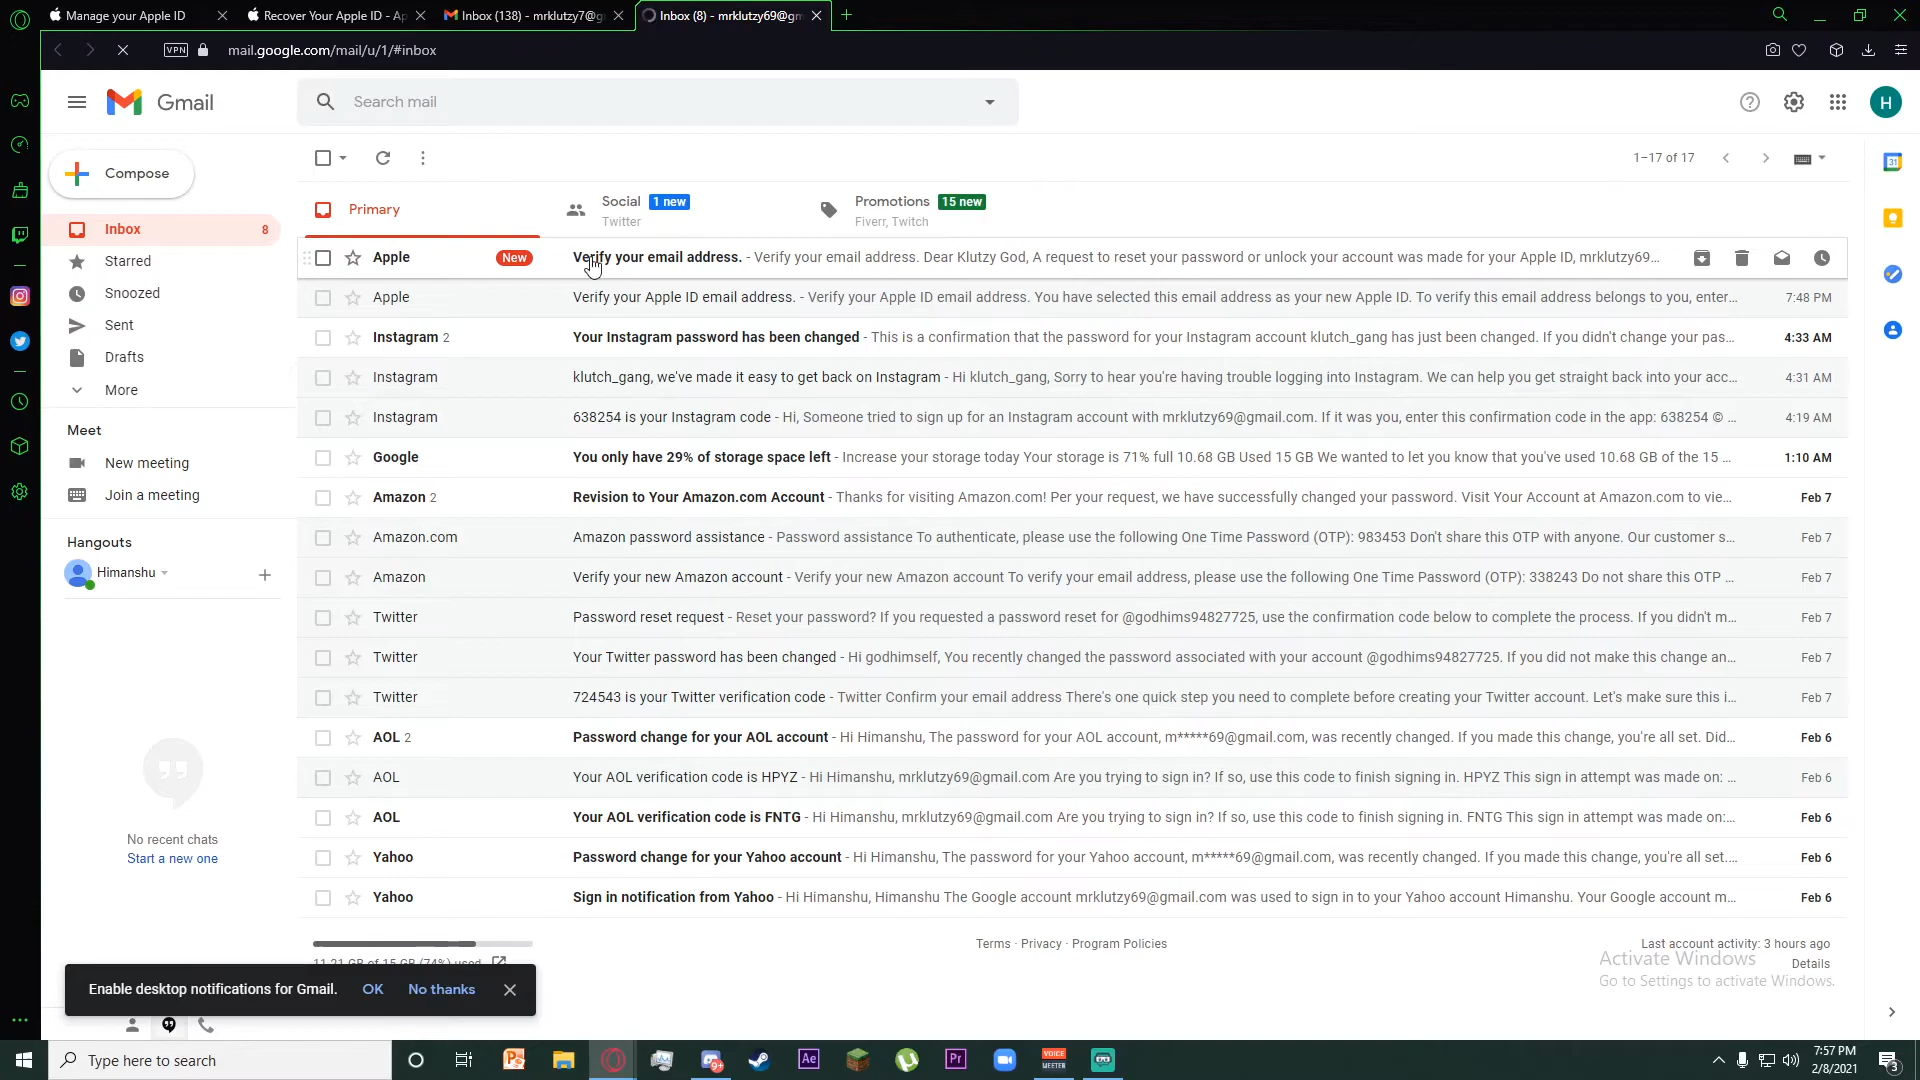 Manage your Apple ID
Recover Your Apple ID - Ap
Inbox (138) - mrklutzy7@g
Inbox (8) - mrklutzy69@gm
VPN
mail.google.com/mail/u/1/#inbox
Gmail
Search mail
H
Compose
1–17 of 17
Primary
Social 1 new
Twitter
Promotions 15 new
Fiverr, Twitch
Inbox 8
Starred
Snoozed
Sent
Drafts
More
Meet
New meeting
Join a meeting
Hangouts
Himanshu
No recent chats
Start a new one
Apple New Verify your email address. - Verify your email address. Dear Klutzy God, A request to reset your password or unlock your account was made for your Apple ID, mrklutzy69...
Apple Verify your Apple ID email address. - Verify your Apple ID email address. You have selected this email address as your new Apple ID. To verify this email address belongs to you, enter... 7:48 PM
Instagram 2 Your Instagram password has been changed - This is a confirmation that the password for your Instagram account klutch_gang has just been changed. If you didn't change your pas... 4:33 AM
Instagram klutch_gang, we've made it easy to get back on Instagram - Hi klutch_gang, Sorry to hear you're having trouble logging into Instagram. We can help you get straight back into your acc... 4:31 AM
Instagram 638254 is your Instagram code - Hi, Someone tried to sign up for an Instagram account with mrklutzy69@gmail.com. If it was you, enter this confirmation code in the app: 638254 © ... 4:19 AM
Google You only have 29% of storage space left - Increase your storage today Your storage is 71% full 10.68 GB Used 15 GB We wanted to let you know that you've used 10.68 GB of the 15 ... 1:10 AM
Amazon 2 Revision to Your Amazon.com Account - Thanks for visiting Amazon.com! Per your request, we have successfully changed your password. Visit Your Account at Amazon.com to vie... Feb 7
Amazon.com Amazon password assistance - Password assistance To authenticate, please use the following One Time Password (OTP): 983453 Don't share this OTP with anyone. Our customer s... Feb 7
Amazon Verify your new Amazon account - Verify your new Amazon account To verify your email address, please use the following One Time Password (OTP): 338243 Do not share this OTP ... Feb 7
Twitter Password reset request - Reset your password? If you requested a password reset for @godhims94827725, use the confirmation code below to complete the process. If you didn't m... Feb 7
Twitter Your Twitter password has been changed - Hi godhimself, You recently changed the password associated with your account @godhims94827725. If you did not make this change an... Feb 7
Twitter 724543 is your Twitter verification code - Twitter Confirm your email address There's one quick step you need to complete before creating your Twitter account. Let's make sure this i... Feb 7
AOL 2 Password change for your AOL account - Hi Himanshu, The password for your AOL account, m*****69@gmail.com, was recently changed. If you made this change, you're all set. Did... Feb 6
AOL Your AOL verification code is HPYZ - Hi Himanshu, mrklutzy69@gmail.com Are you trying to sign in? If so, use this code to finish signing in. HPYZ This sign in attempt was made on: ... Feb 6
AOL Your AOL verification code is FNTG - Hi Himanshu, mrklutzy69@gmail.com Are you trying to sign in? If so, use this code to finish signing in. FNTG This sign in attempt was made on:... Feb 6
Yahoo Password change for your Yahoo account - Hi Himanshu, The password for your Yahoo account, m*****69@gmail.com, was recently changed. If you made this change, you're all set.... Feb 6
Yahoo Sign in notification from Yahoo - Hi Himanshu, Himanshu The Google account mrklutzy69@gmail.com was used to sign in to your Yahoo account Himanshu. Your Google account m... Feb 6
11.21 GB of 15 GB (74%) used
Terms · Privacy · Program Policies
Last account activity: 3 hours ago
Details
Activate Windows
Go to Settings to activate Windows.
Enable desktop notifications for Gmail. OK No thanks
Type here to search
9+
Ae
Pr
VOICE
MEETER
7:57 PM
2/8/2021
3
31